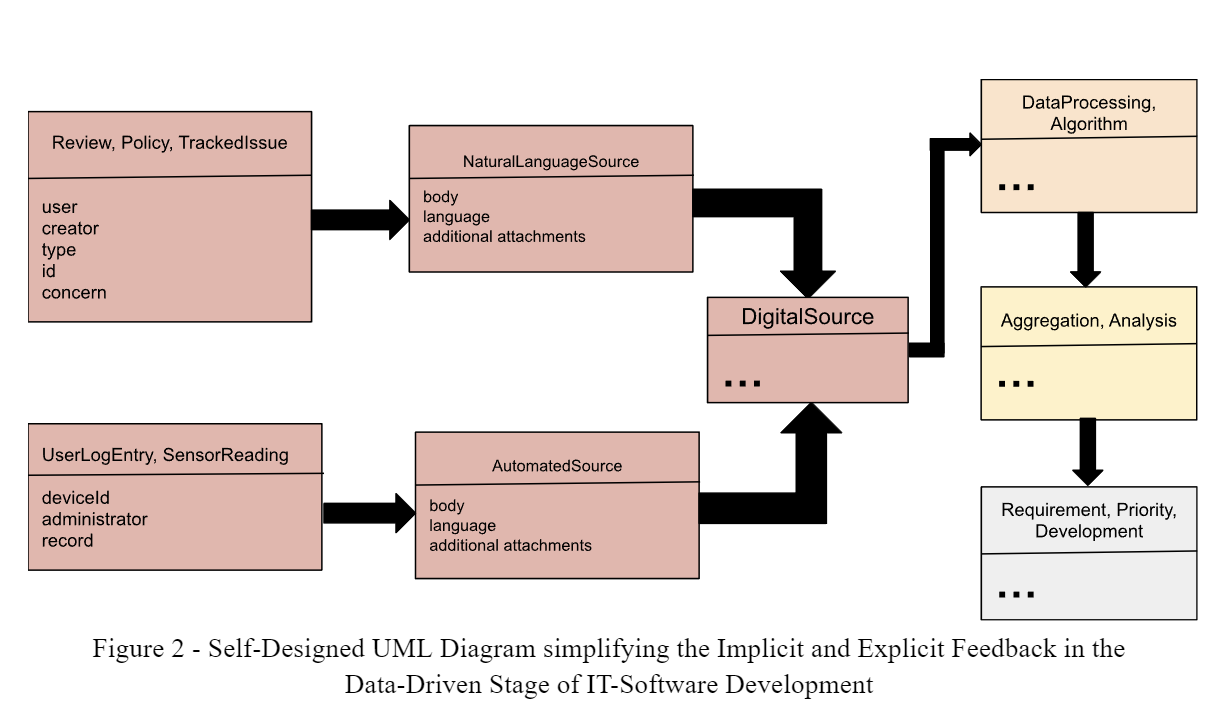 Review, Policy, TrackedIssue
user
creator
type
id
concern
NaturalLanguageSource
body
language
additional attachments
UserLogEntry, SensorReading
deviceId
administrator
record
AutomatedSource
body
language
additional attachments
DigitalSource
...
DataProcessing,
Algorithm
...
Aggregation, Analysis
...
Requirement, Priority,
Development
...
Figure 2 - Self-Designed UML Diagram simplifying the Implicit and Explicit Feedback in the
Data-Driven Stage of IT-Software Development